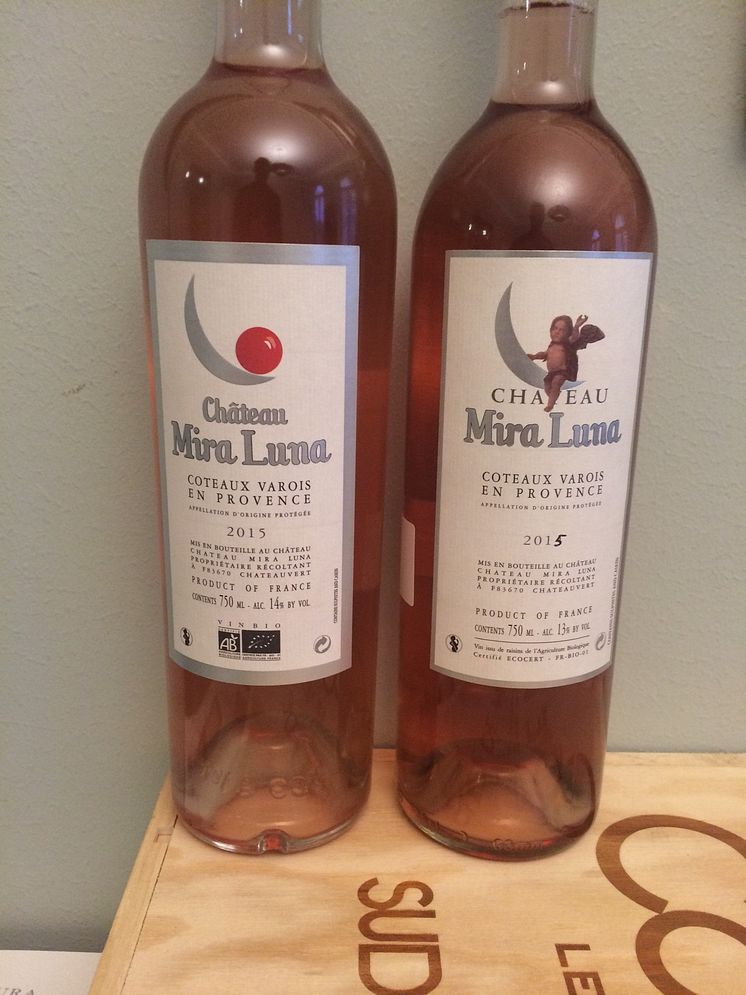 Château
Mira Luna
COTEAUX VAROIS
EN PROVENCE
APPELLATION D'ORIGINE PROTÉGÉE
2015
MIS EN BOUTEILLE AU CHÂTEAU
CHATEAU MIRA LUNA
PROPRIÉTAIRE RÉCOLTANT
À F83670 CHATEAUVERT
PRODUCT OF FRANCE
CONTENTS 750 ML - ALC. 14% BY VOL.
VIN BIO
AB
CHATEAU
Mira Luna
COTEAUX VAROIS
EN PROVENCE
APPELLATION D'ORIGINE PROTÉGÉE
2015
MIS EN BOUTEILLE AU CHÂTEAU
CHATEAU MIRA LUNA
PROPRIÉTAIRE RÉCOLTANT
À F83670 CHATEAUVERT
PRODUCT OF FRANCE
CONTENTS 750 ML - ALC. 13% BY VOL.
Vin issu de raisins de l'Agriculture Biologique
Certifié ECOCERT - FR-BIO-01
SUD
LE